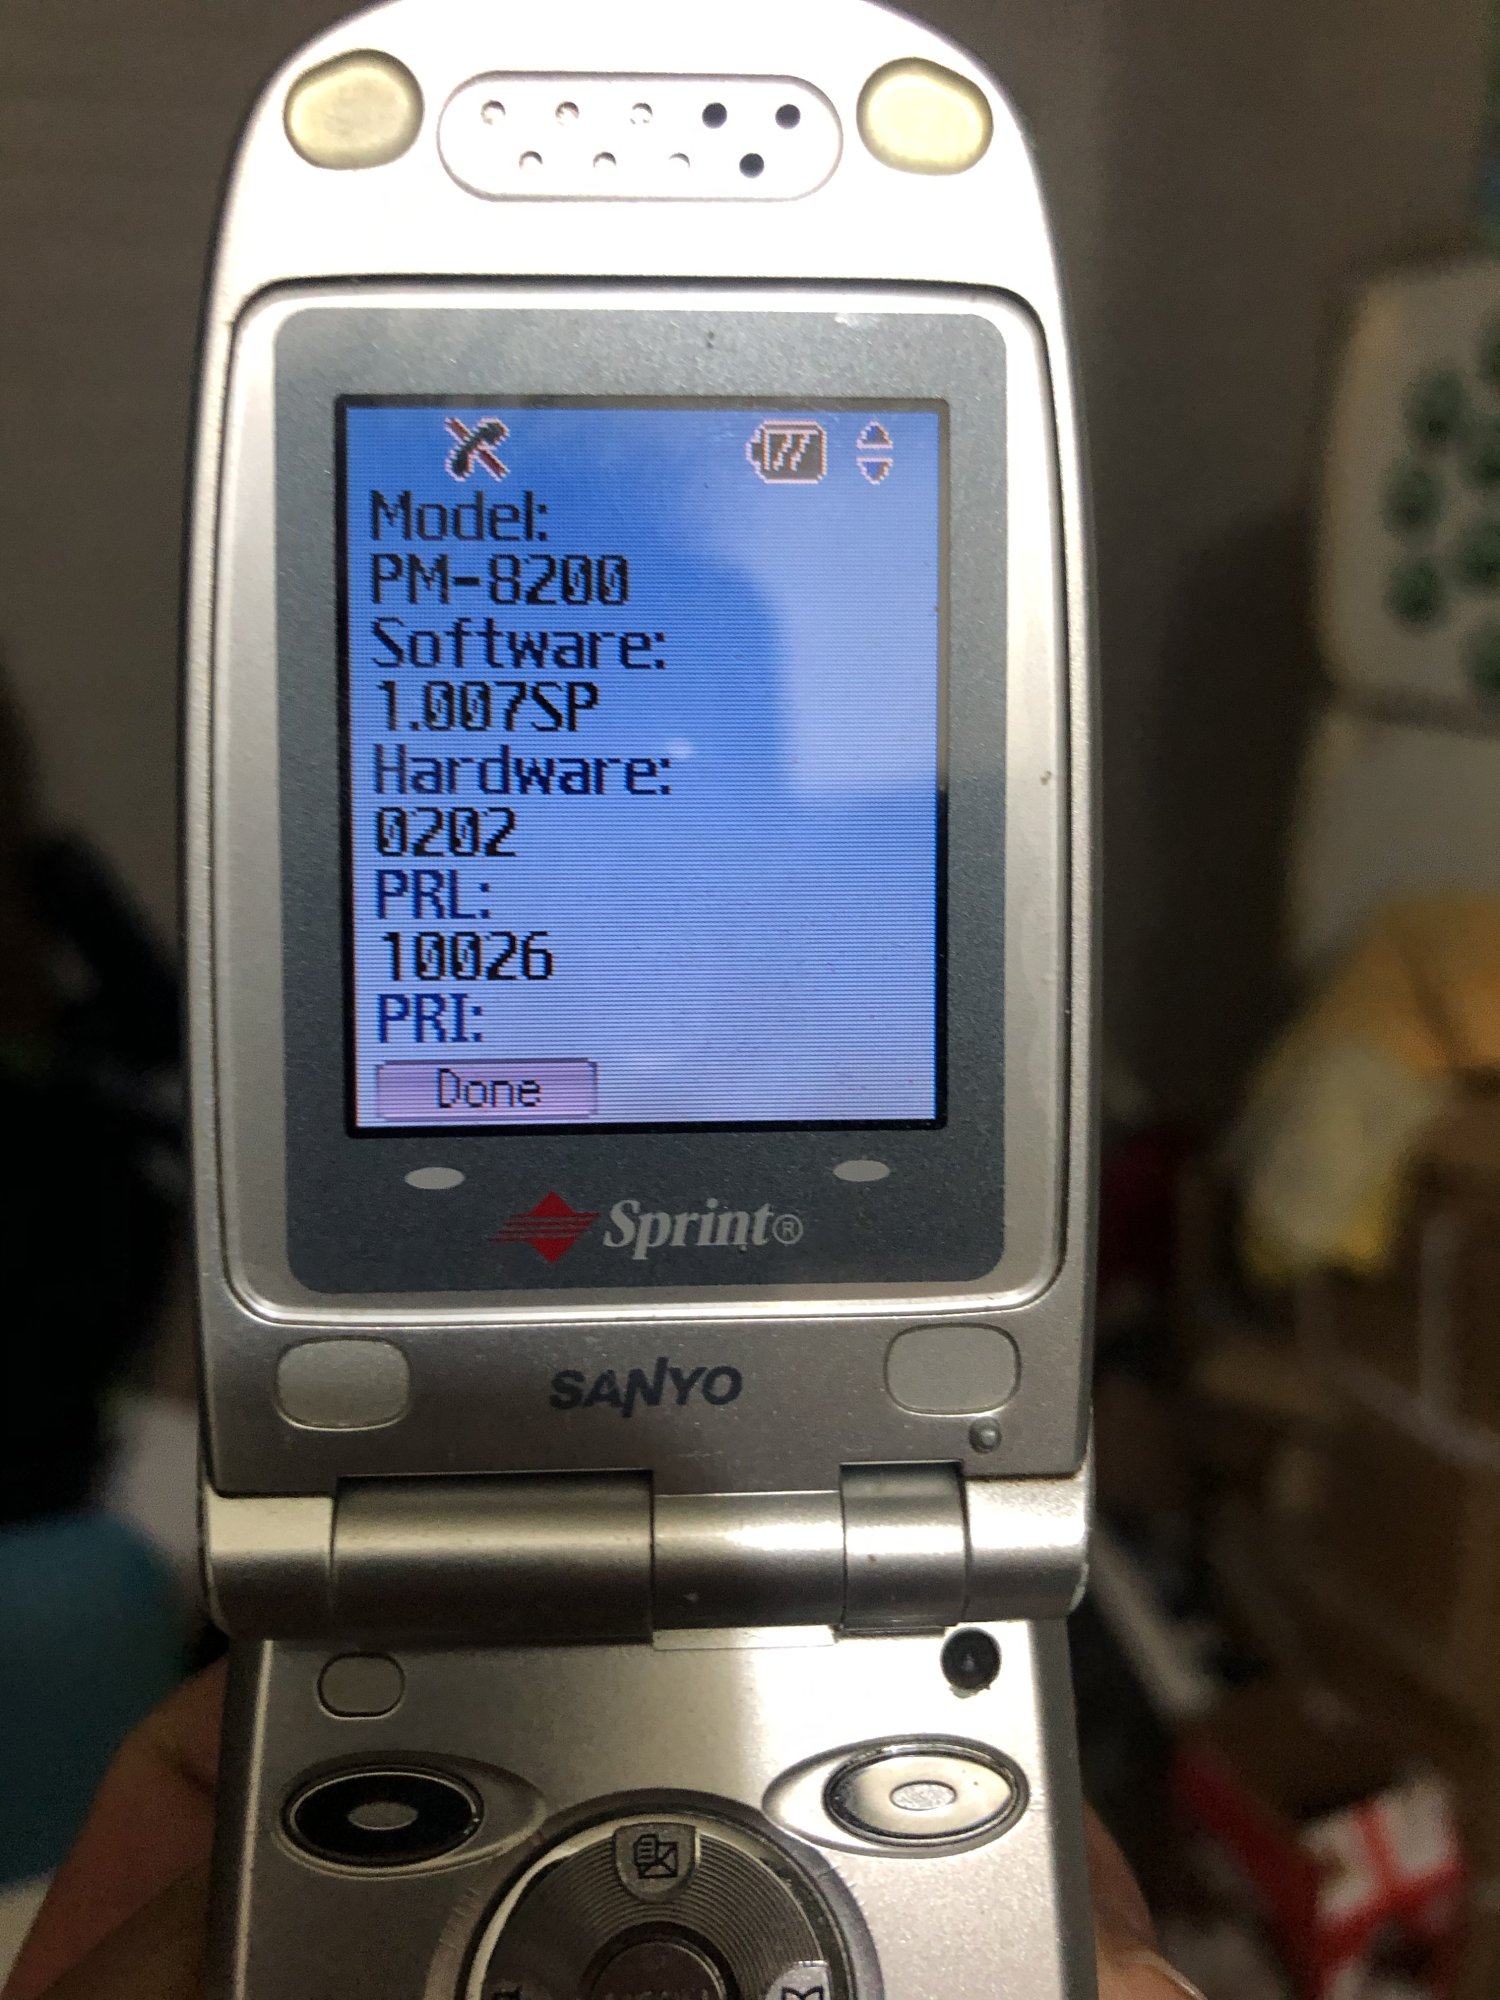 Model:
PM-8200
Software:
1.007SP
Hardware:
0202
PRL:
10026
PRI:
Done
Sprint®
SANYO